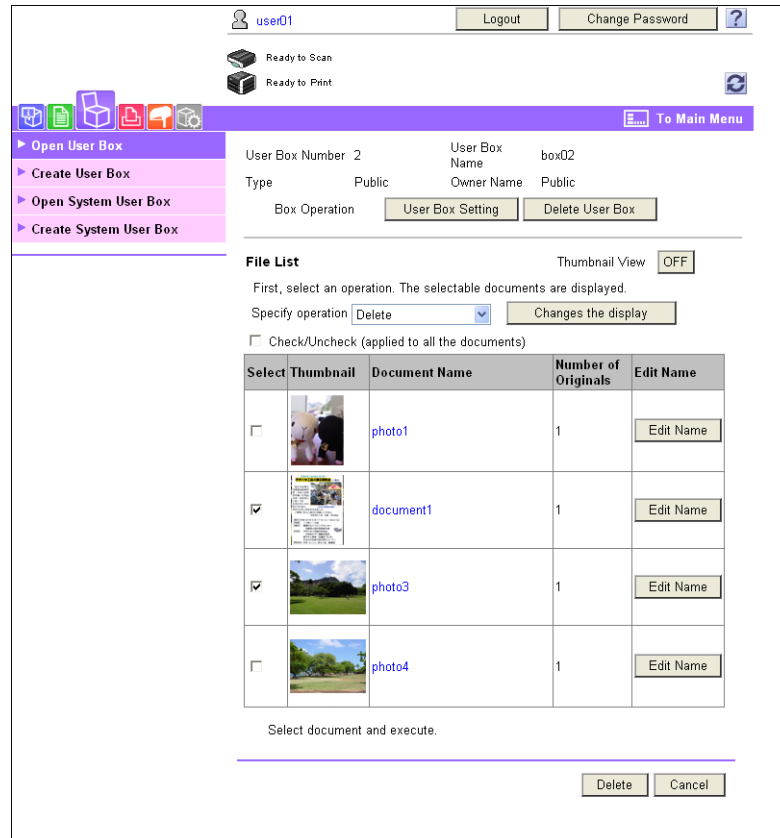 user01
Logout
Change Password
?
Ready to Scan
Ready to Print
To Main Menu
Open User Box
Create User Box
Open System User Box
Create System User Box
User Box Number 2 User Box Name box02
Type Public Owner Name Public
Box Operation User Box Setting Delete User Box
File List Thumbnail View OFF
First, select an operation. The selectable documents are displayed.
Specify operation Delete Changes the display
Check/Uncheck (applied to all the documents)
Select Thumbnail Document Name Number of Originals Edit Name
photo1 1 Edit Name
document1 1 Edit Name
photo3 1 Edit Name
photo4 1 Edit Name
Select document and execute.
Delete Cancel